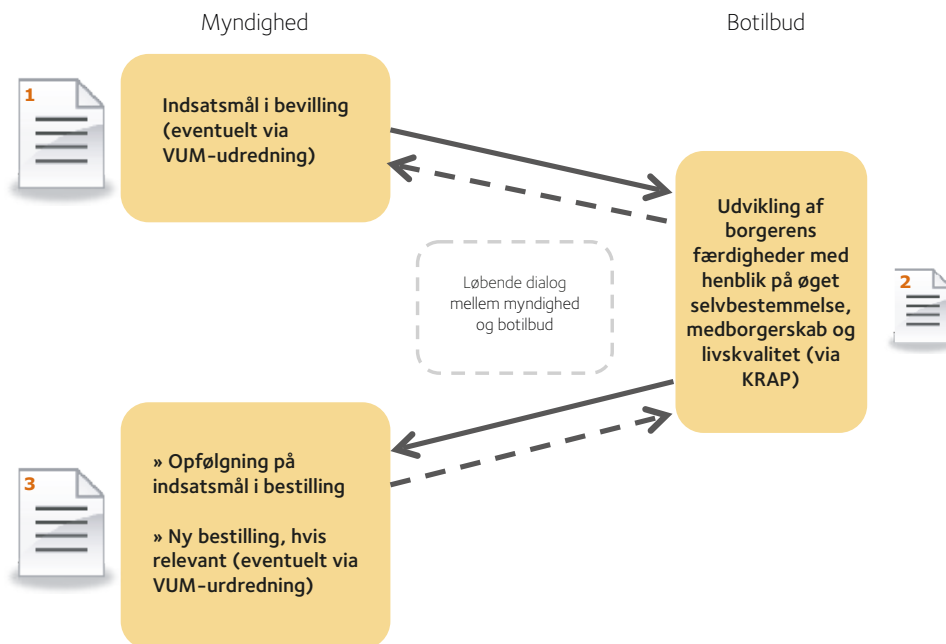 Myndighed
Botilbud
1
Indsatsmål i bevilling
(eventuelt via
VUM-udredning)
Udvikling af
borgerens
færdigheder med
henblik på øget
selvbestemmelse,
medborgerskab og
livskvalitet (via
KRAP)
2
Løbende dialog
mellem myndighed
og botilbud
3
» Opfølgning på
indsatsmål i bestilling
» Ny bestilling, hvis
relevant (eventuelt via
VUM-urdredning)